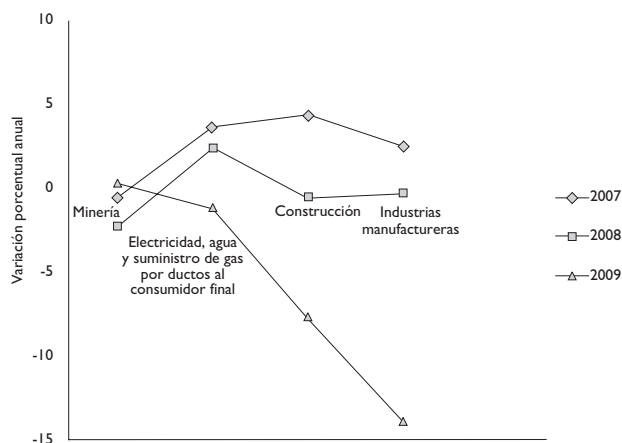 10
5
0
-5
-10
-15
Variación porcentual anual
Minería
Electricidad, agua
y suministro de gas
por ductos al
consumidor final
Construcción
Industrias
manufactureras
2007
2008
2009